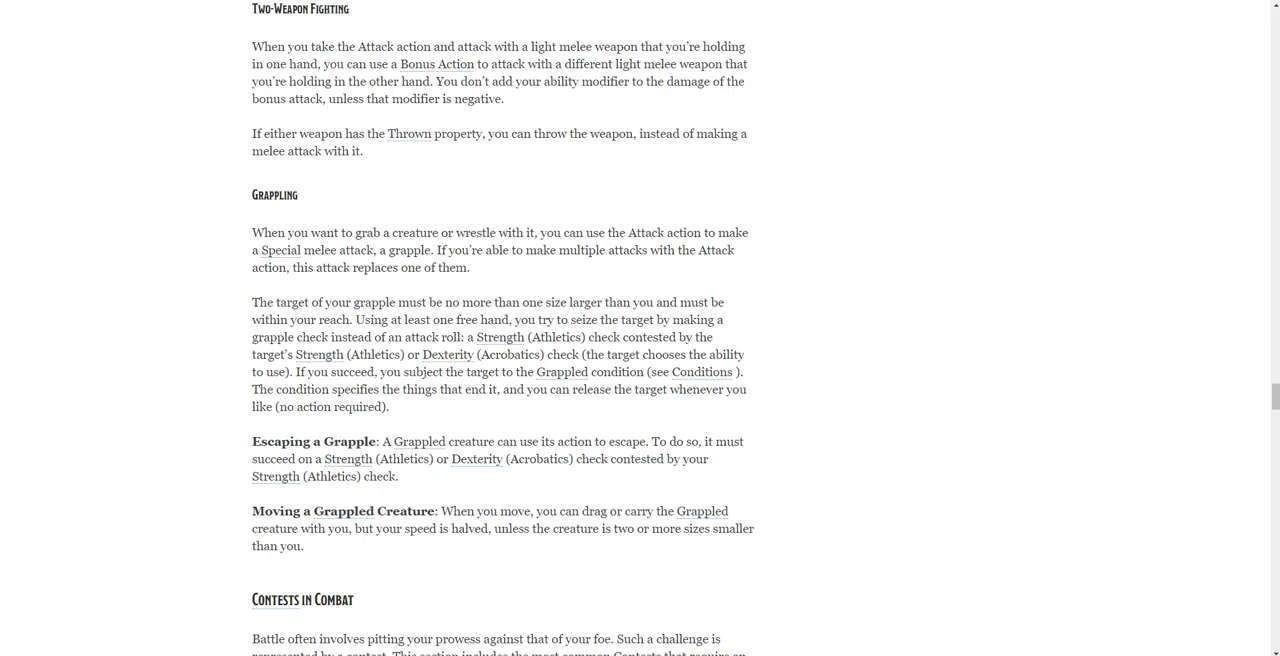 Two-Weapon Fighting
When you take the Attack action and attack with a light melee weapon that you’re holding
in one hand, you can use a Bonus Action to attack with a different light melee weapon that
you’re holding in the other hand. You don’t add your ability modifier to the damage of the
bonus attack, unless that modifier is negative.
If either weapon has the Thrown property, you can throw the weapon, instead of making a
melee attack with it.
Grappling
When you want to grab a creature or wrestle with it, you can use the Attack action to make
a Special melee attack, a grapple. If you’re able to make multiple attacks with the Attack
action, this attack replaces one of them.
The target of your grapple must be no more than one size larger than you and must be
within your reach. Using at least one free hand, you try to seize the target by making a
grapple check instead of an attack roll: a Strength (Athletics) check contested by the
target’s Strength (Athletics) or Dexterity (Acrobatics) check (the target chooses the ability
to use). If you succeed, you subject the target to the Grappled condition (see Conditions ).
The condition specifies the things that end it, and you can release the target whenever you
like (no action required).
Escaping a Grapple: A Grappled creature can use its action to escape. To do so, it must
succeed on a Strength (Athletics) or Dexterity (Acrobatics) check contested by your
Strength (Athletics) check.
Moving a Grappled Creature: When you move, you can drag or carry the Grappled
creature with you, but your speed is halved, unless the creature is two or more sizes smaller
than you.
Contests in Combat
Battle often involves pitting your prowess against that of your foe. Such a challenge is
represented by a contest. This section includes the most common Contests that require an